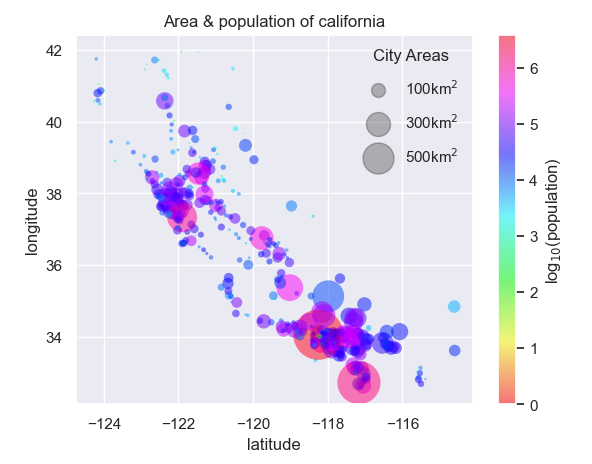 Area & population of california
City Areas
100km²
300km²
500km²
42
40
38
36
34
longitude
−124
−122
−120
−118
−116
latitude
6
5
4
3
2
1
0
log₁₀(population)